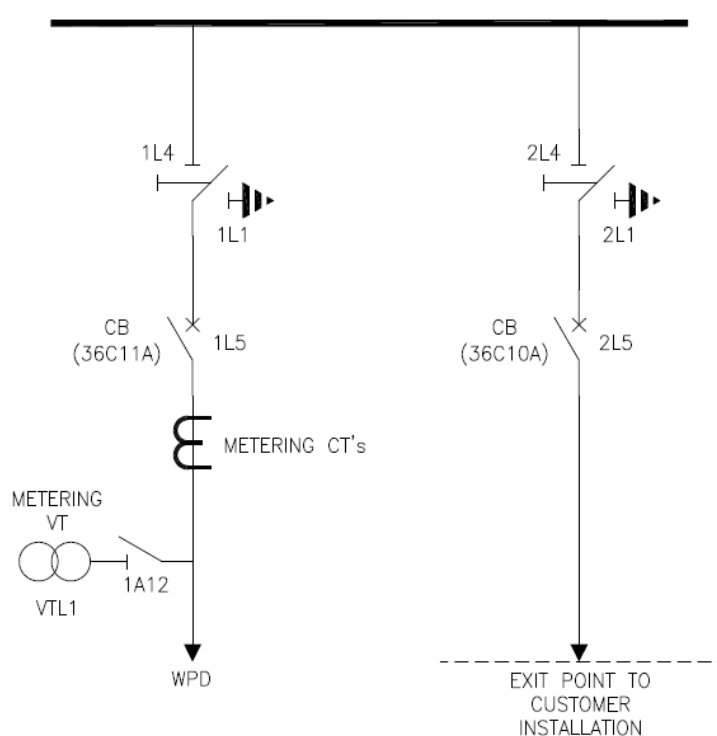 1L4
2L4
1L1
2L1
CB
(36C11A)
1L5
CB
(36C10A)
2L5
METERING CT's
METERING
VT
1A12
VTL1
WPD
EXIT POINT TO
CUSTOMER
INSTALLATION